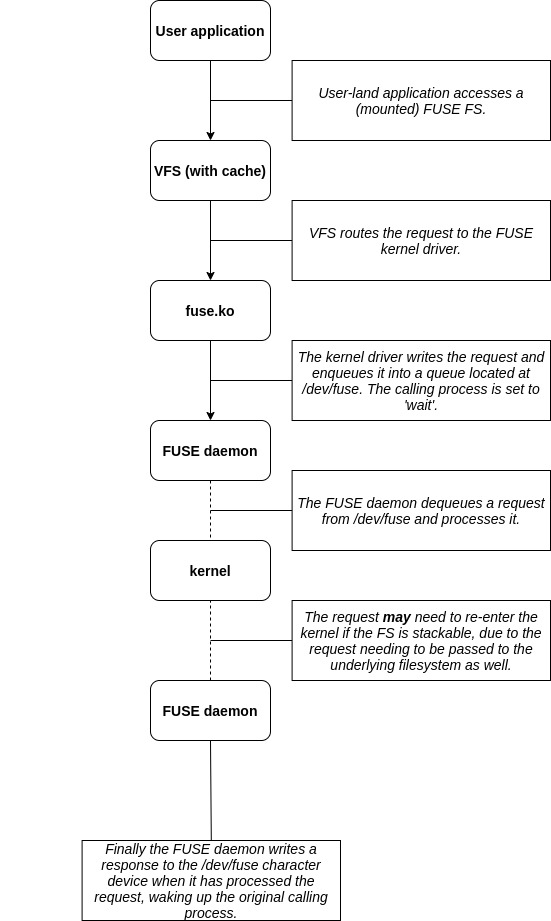 User application
User-land application accesses a
(mounted) FUSE FS.
VFS (with cache)
VFS routes the request to the FUSE
kernel driver.
fuse.ko
The kernel driver writes the request and
enqueues it into a queue located at
/dev/fuse. The calling process is set to
'wait'.
FUSE daemon
The FUSE daemon dequeues a request
from /dev/fuse and processes it.
kernel
The request may need to re-enter the
kernel if the FS is stackable, due to the
request needing to be passed to the
underlying filesystem as well.
FUSE daemon
Finally the FUSE daemon writes a
response to the /dev/fuse character
device when it has processed the
request, waking up the original calling
process.